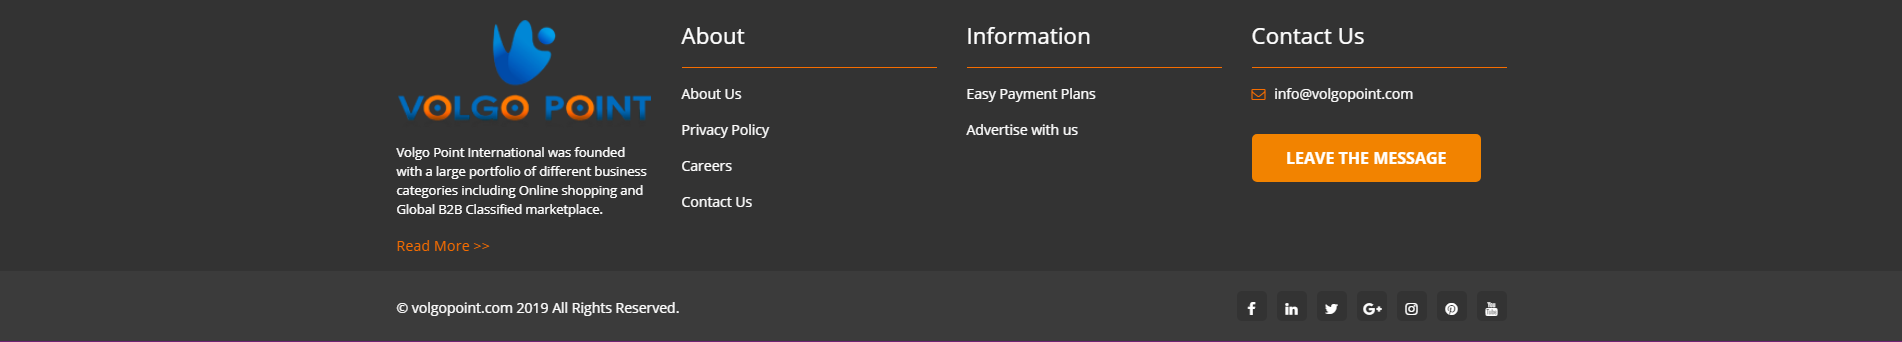 VOLGO POINT
Volgo Point International was founded
with a large portfolio of different business
categories including Online shopping and
Global B2B Classified marketplace.
Read More >>
About
About Us
Privacy Policy
Careers
Contact Us
Information
Easy Payment Plans
Advertise with us
Contact Us
info@volgopoint.com
LEAVE THE MESSAGE
© volgopoint.com 2019 All Rights Reserved.
You
Tube